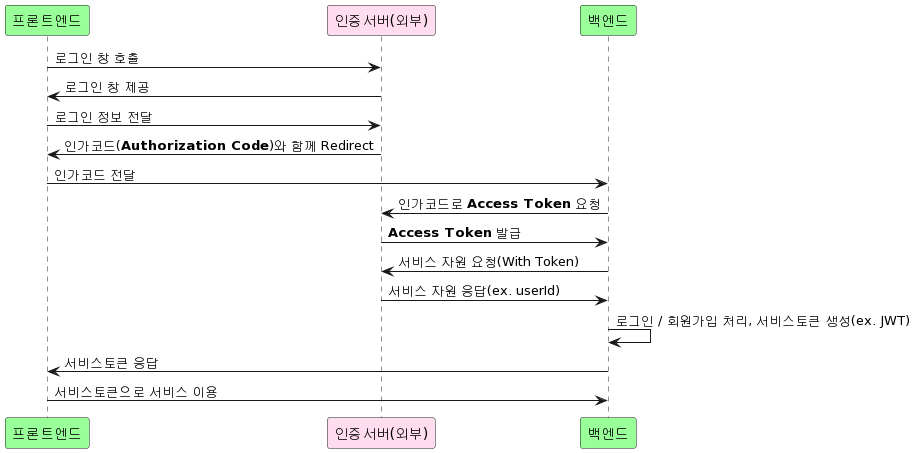 프론트엔드 인증 서버(외부) 백엔드
로그인 창 호출
로그인 창 제공
로그인 정보 전달
인가코드(Authorization Code)와 함께 Redirect
인가코드 전달
인가코드로 Access Token 요청
Access Token 발급
서비스 자원 요청(With Token)
서비스 자원 응답(ex. userId)
로그인 / 회원가입 처리, 서비스토큰 생성(ex. JWT)
서비스토큰 응답
서비스토큰으로 서비스 이용
프론트엔드 인증 서버(외부) 백엔드